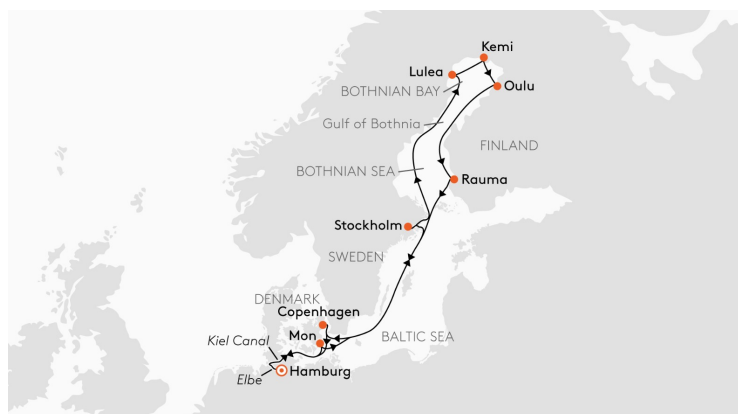 Kemi
Lulea
BOTHNIAN BAY
Oulu
Gulf of Bothnia
FINLAND
BOTHNIAN SEA
Rauma
Stockholm
SWEDEN
DENMARK
Copenhagen
Mon
BALTIC SEA
Kiel Canal
Elbe
Hamburg